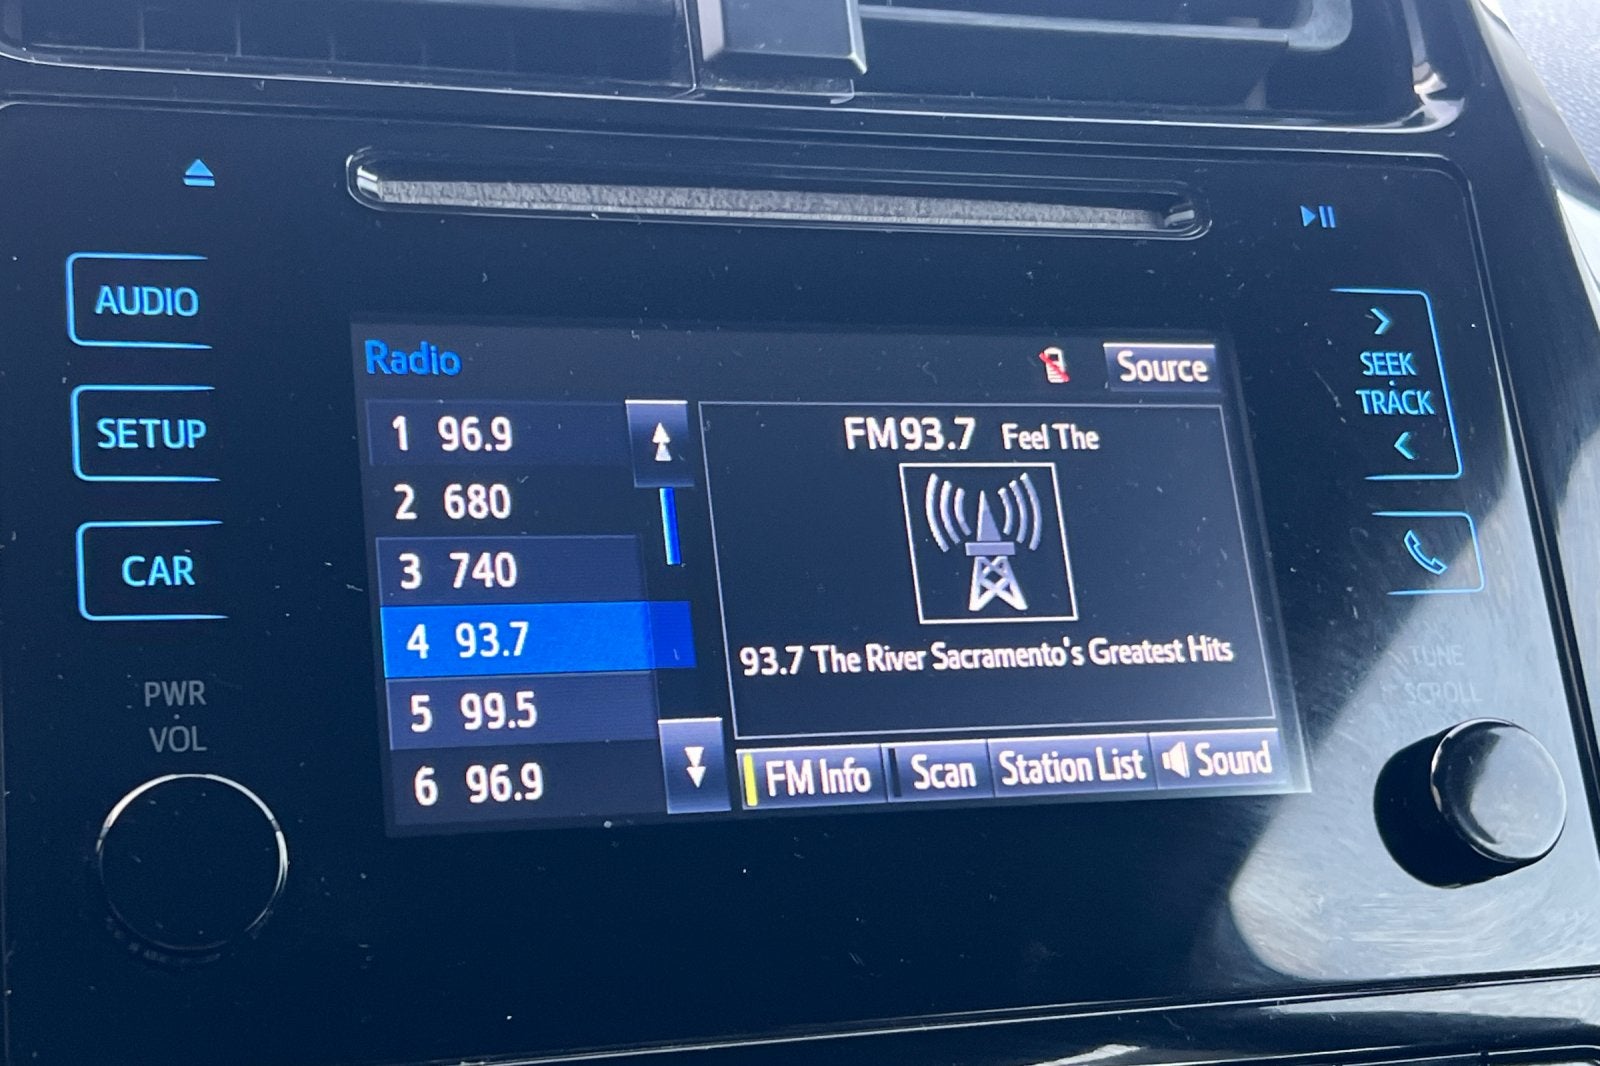 AUDIO
SETUP
CAR
PWR
VOL
Radio
Source
1 96.9
2 680
3 740
4 93.7
5 99.5
6 96.9
FM 93.7 Feel The
93.7 The River Sacramento's Greatest Hits
FM Info
Scan
Station List
Sound
SEEK
TRACK
TUNE
SCROLL